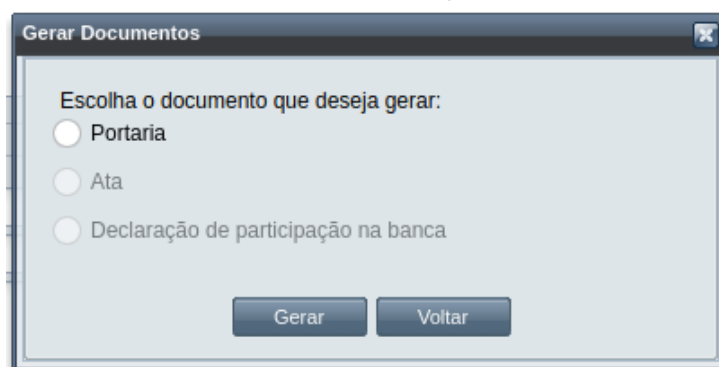 Gerar Documentos
Escolha o documento que deseja gerar:
Portaria
Ata
Declaração de participação na banca
Gerar Voltar